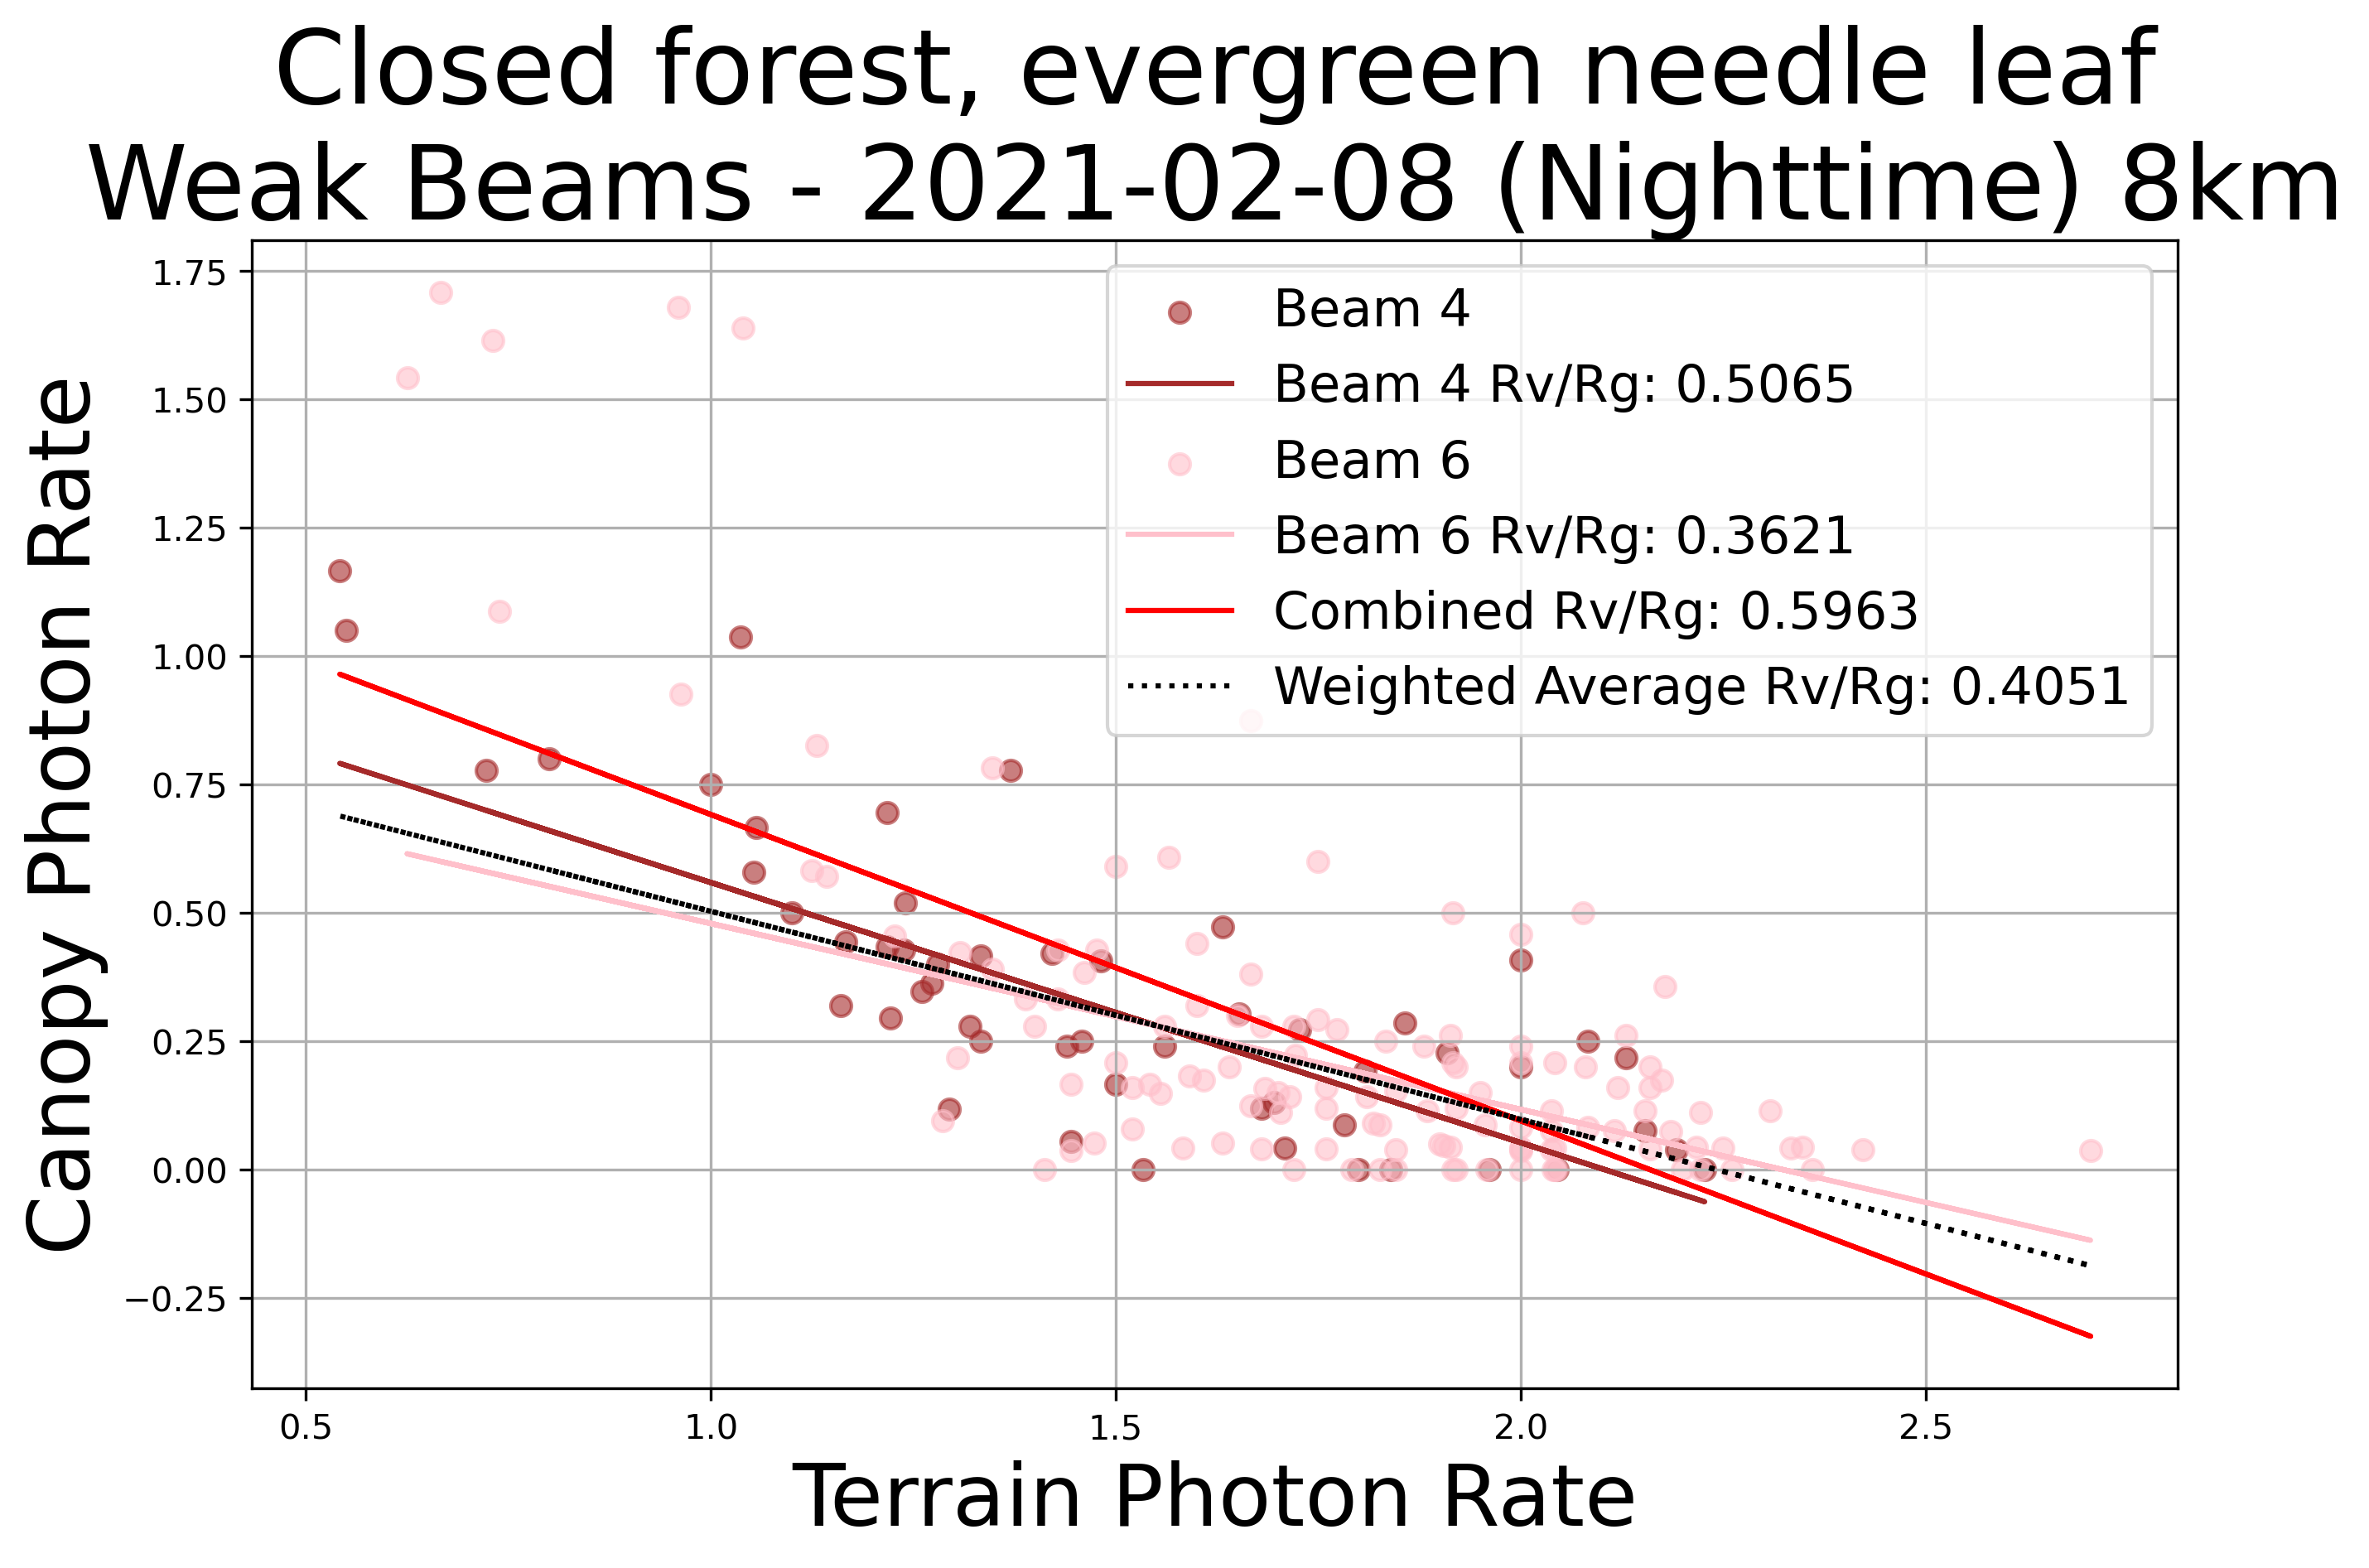 Closed forest, evergreen needle leaf
Weak Beams - 2021-02-08 (Nighttime) 8km
Canopy Photon Rate
1.75
1.50
1.25
1.00
0.75
0.50
0.25
0.00
−0.25
Beam 4
Beam 4 Rv/Rg: 0.5065
Beam 6
Beam 6 Rv/Rg: 0.3621
Combined Rv/Rg: 0.5963
Weighted Average Rv/Rg: 0.4051
0.5 1.0 1.5 2.0 2.5
Terrain Photon Rate